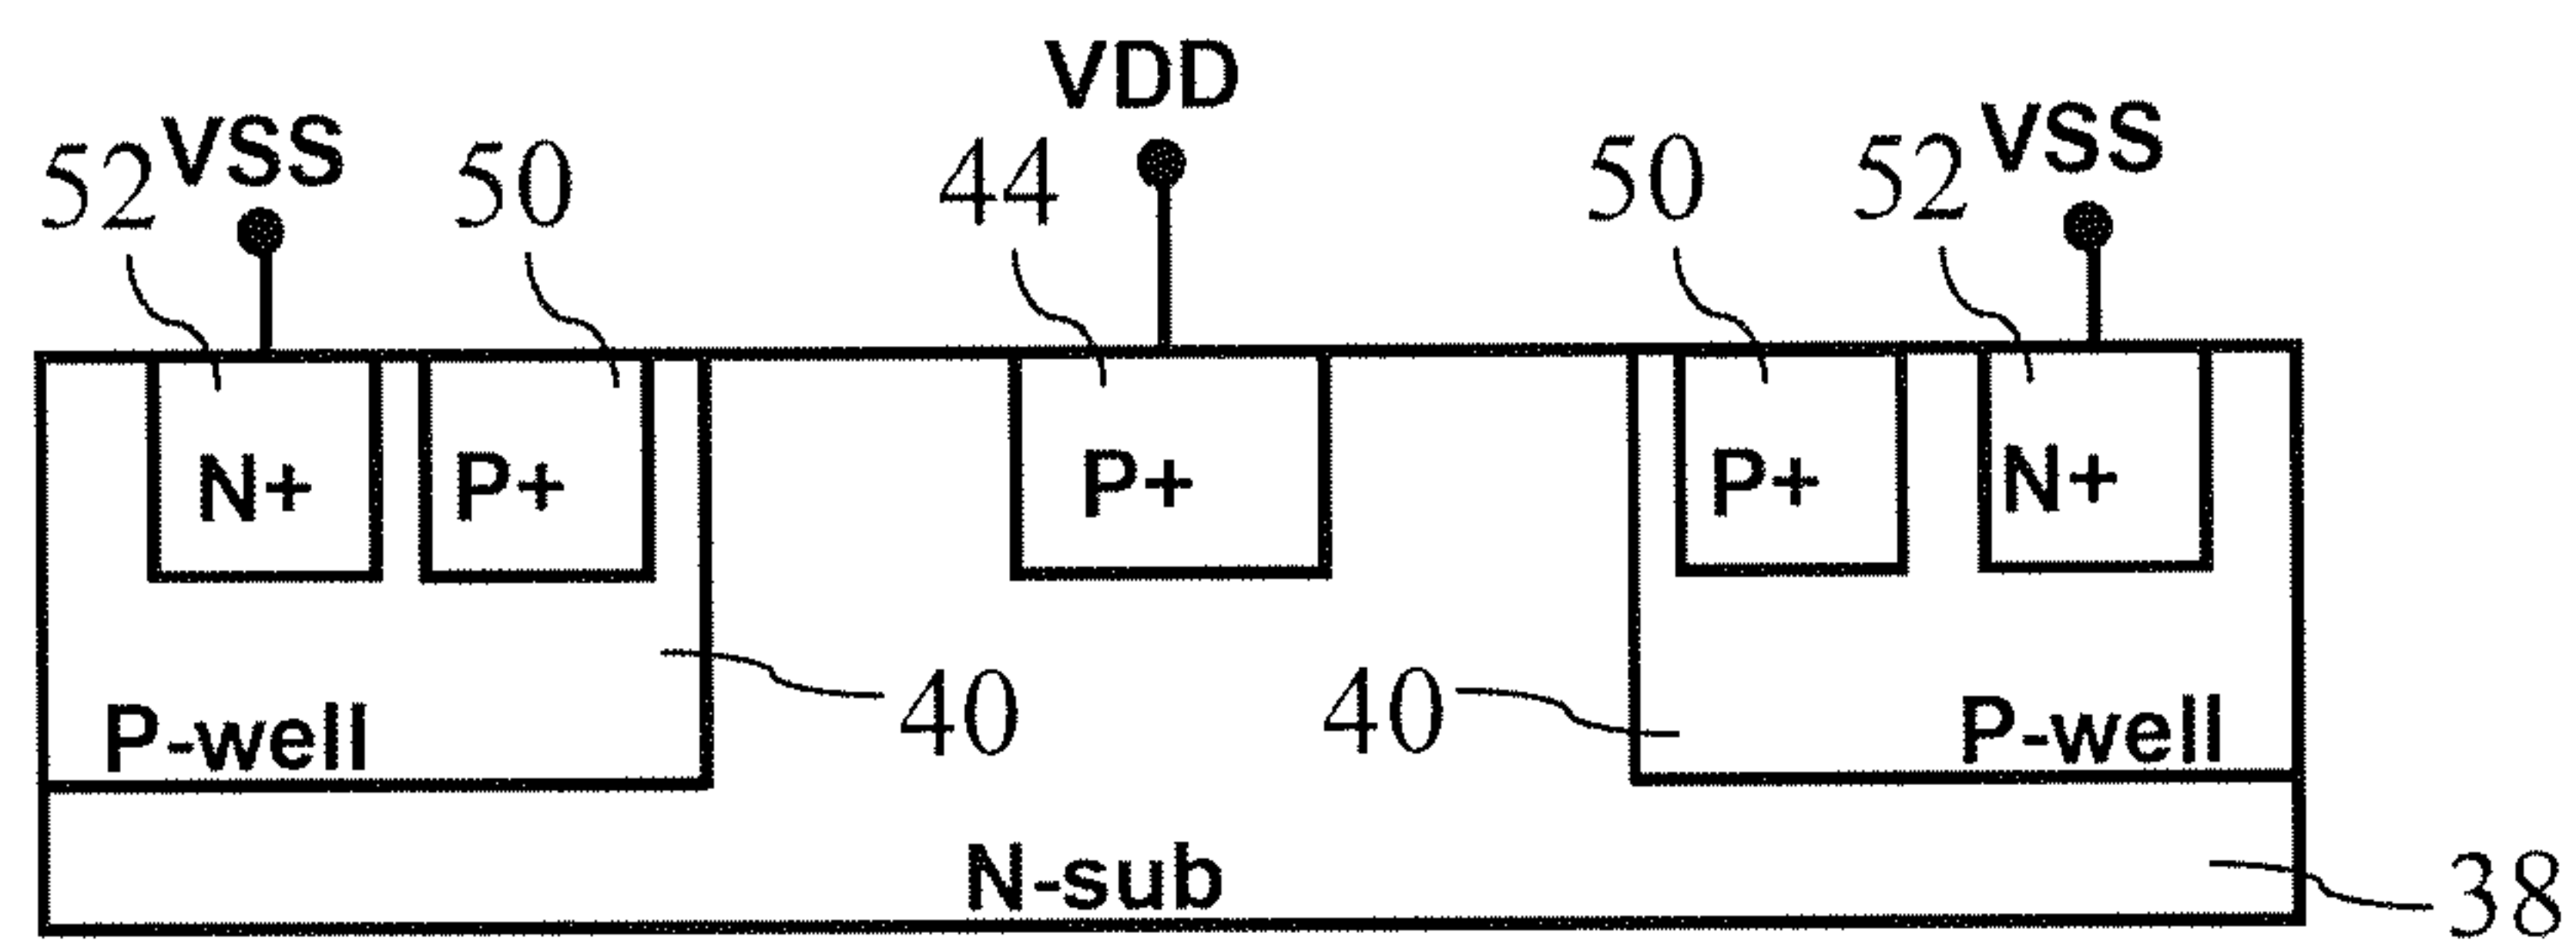 VDD
52 VSS 50 44 50 52 VSS
N+ P+ P+ P+ N+
P-well 40 40 P-well
N-sub 38